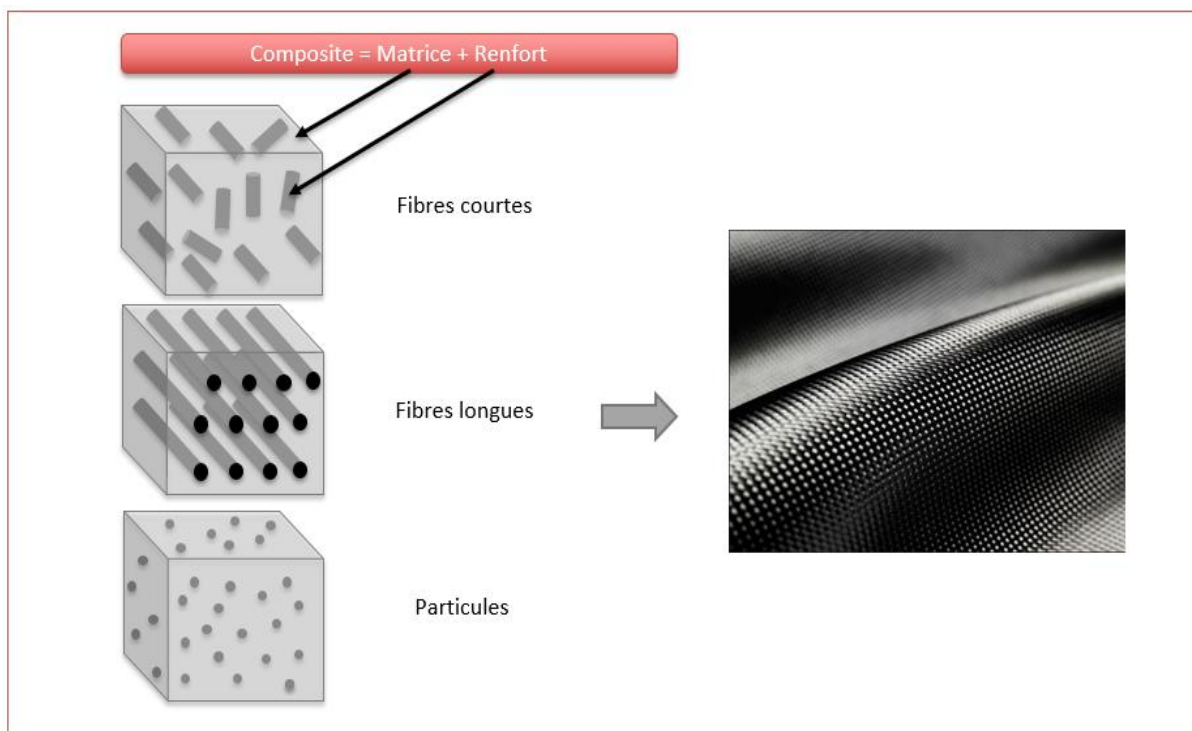 Composite = Matrice + Renfort
Fibres courtes
Fibres longues
Particules